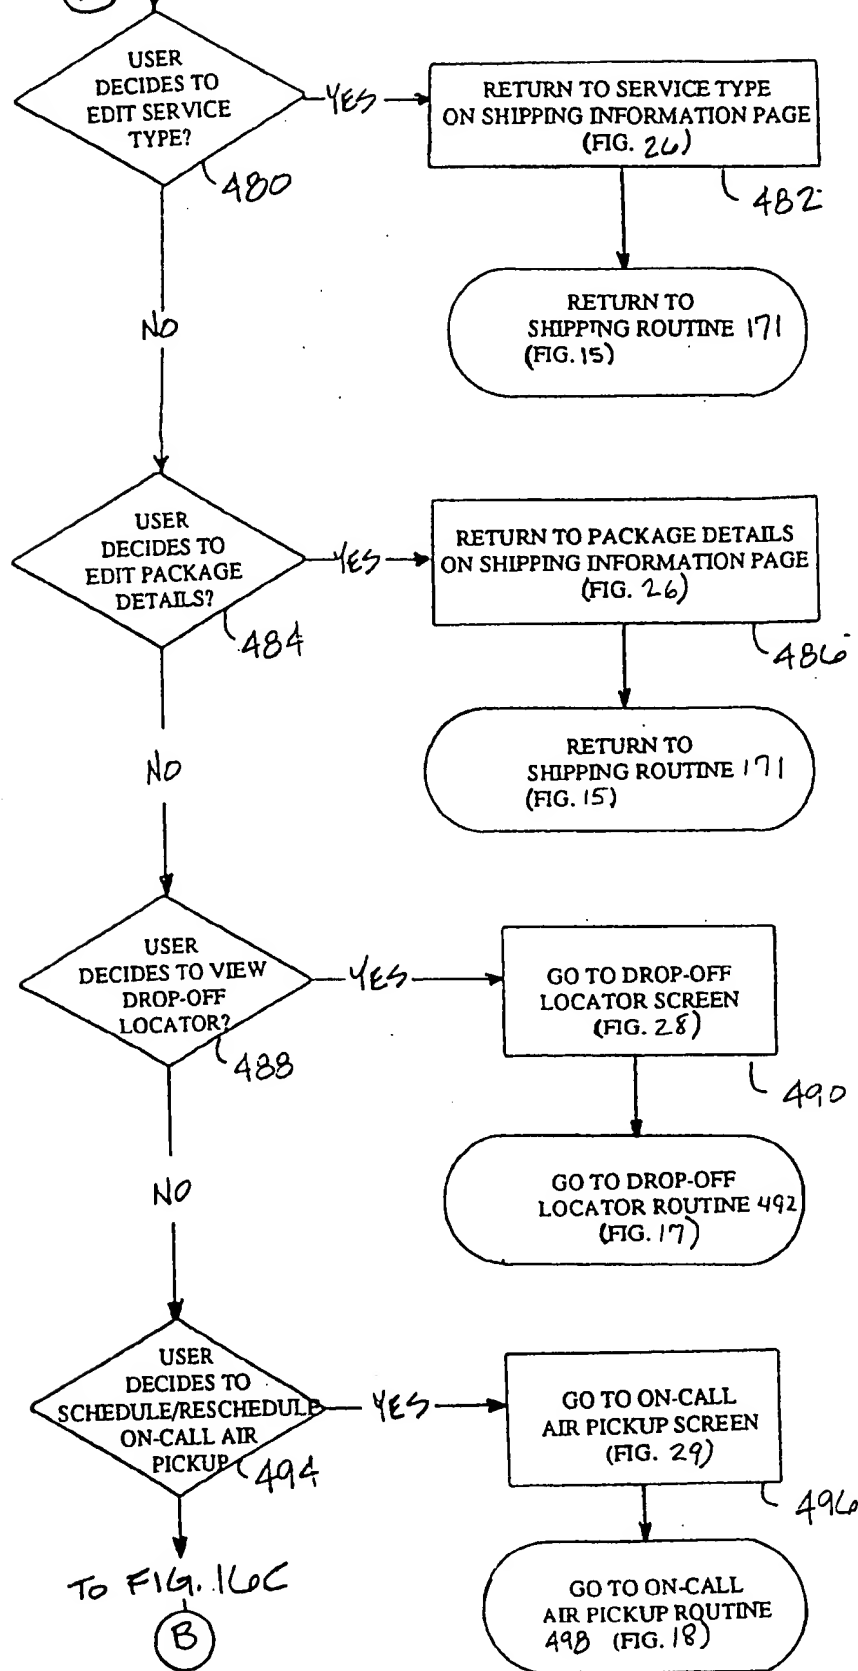 USER
DECIDES TO
EDIT SERVICE
TYPE?
YES
RETURN TO SERVICE TYPE
ON SHIPPING INFORMATION PAGE
(FIG. 26)
480
482
RETURN TO
SHIPPING ROUTINE 171
(FIG. 15)
NO
USER
DECIDES TO
EDIT PACKAGE
DETAILS?
YES
RETURN TO PACKAGE DETAILS
ON SHIPPING INFORMATION PAGE
(FIG. 26)
484
486
RETURN TO
SHIPPING ROUTINE 171
(FIG. 15)
NO
USER
DECIDES TO VIEW
DROP-OFF
LOCATOR?
YES
GO TO DROP-OFF
LOCATOR SCREEN
(FIG. 28)
488
490
GO TO DROP-OFF
LOCATOR ROUTINE 492
(FIG. 17)
NO
USER
DECIDES TO
SCHEDULE/RESCHEDULE
ON-CALL AIR
PICKUP
YES
GO TO ON-CALL
AIR PICKUP SCREEN
(FIG. 29)
494
496
TO FIG. 16C
B
GO TO ON-CALL
AIR PICKUP ROUTINE
498 (FIG. 18)